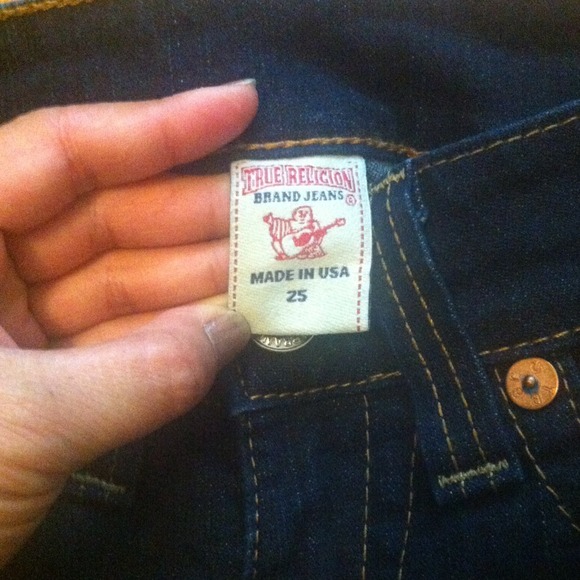 TRUE RELIGION
BRAND JEANS ®
MADE IN USA
25